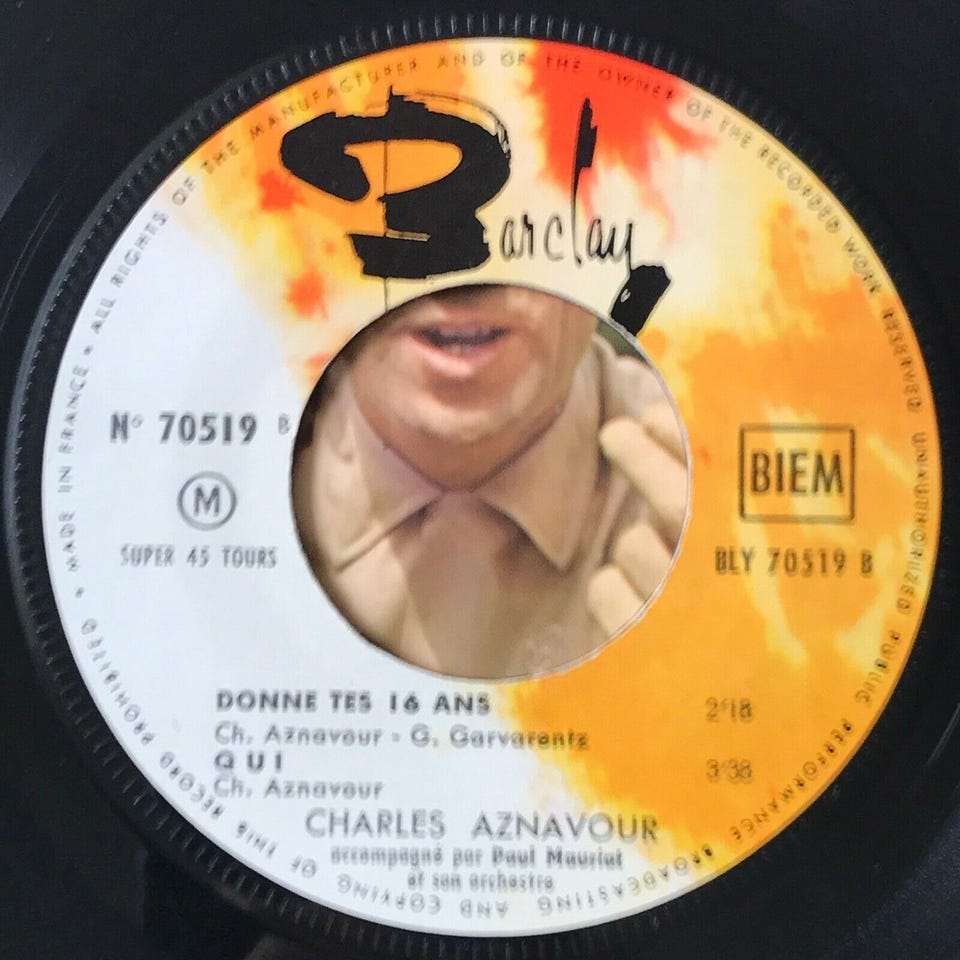 ALL RIGHTS OF THE MANUFACTURER AND OF THE OWNER OF THE RECORDED WORK RESERVED
UNAUTHORIZED PUBLIC PERFORMANCE BROADCASTING AND COPYING OF THIS RECORD PROHIBITED • MADE IN FRANCE •
Barclay
N° 70519 B
M
SUPER 45 TOURS
BIEM
BLY 70519 B
DONNE TES 16 ANS 2'18
Ch. Aznavour - G. Garvarentz
QUI 3'38
Ch. Aznavour
CHARLES AZNAVOUR
accompagné par Paul Mauriat
et son orchestre